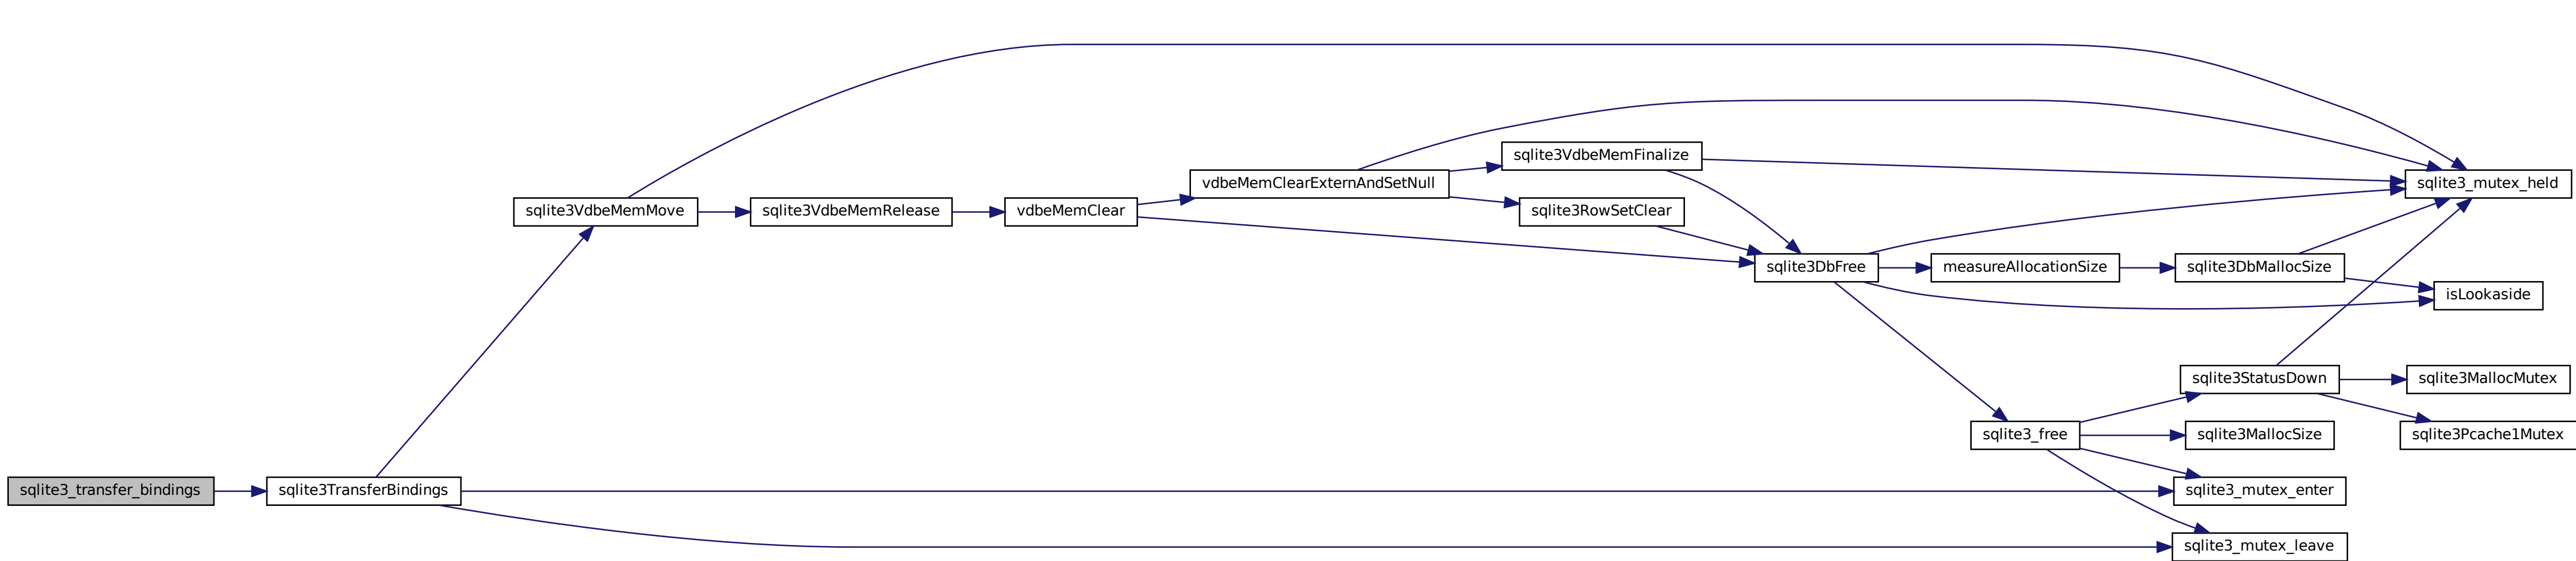 sqlite3_transfer_bindings
sqlite3TransferBindings
sqlite3VdbeMemMove
sqlite3VdbeMemRelease
vdbeMemClear
vdbeMemClearExternAndSetNull
sqlite3VdbeMemFinalize
sqlite3RowSetClear
sqlite3DbFree
measureAllocationSize
sqlite3DbMallocSize
sqlite3_mutex_held
isLookaside
sqlite3_free
sqlite3StatusDown
sqlite3MallocMutex
sqlite3Pcache1Mutex
sqlite3MallocSize
sqlite3_mutex_enter
sqlite3_mutex_leave